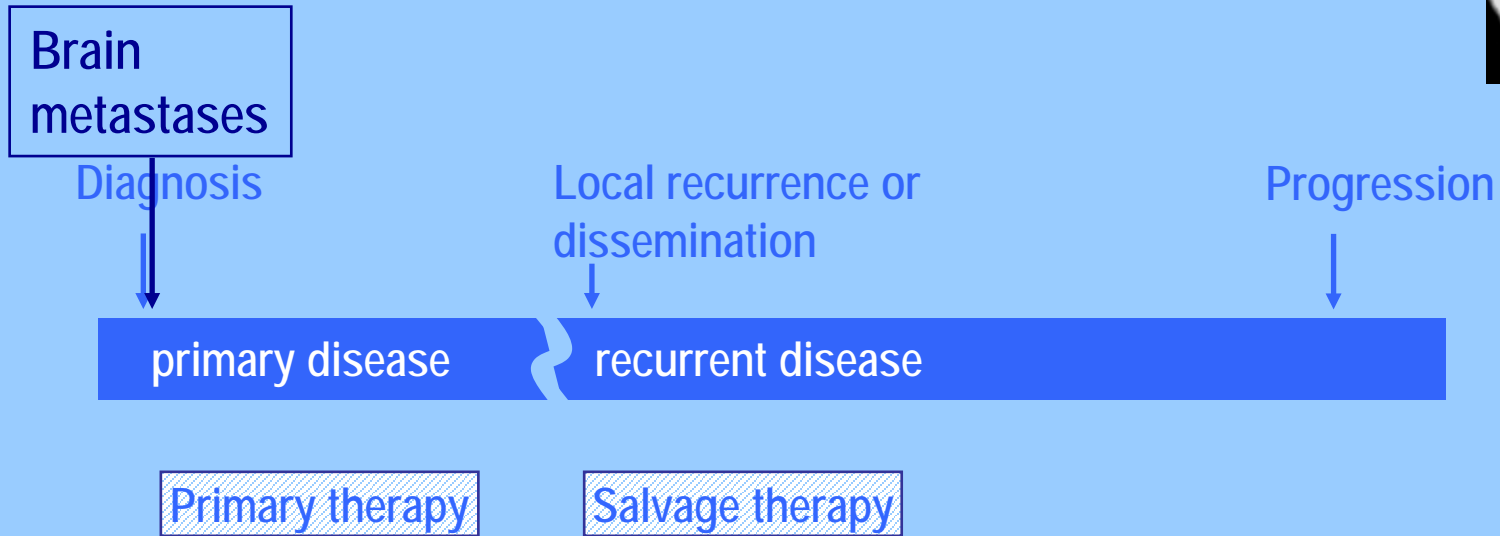 Brain
metastases
Diagnosis
Local recurrence or
dissemination
Progression
primary disease
recurrent disease
Primary therapy
Salvage therapy